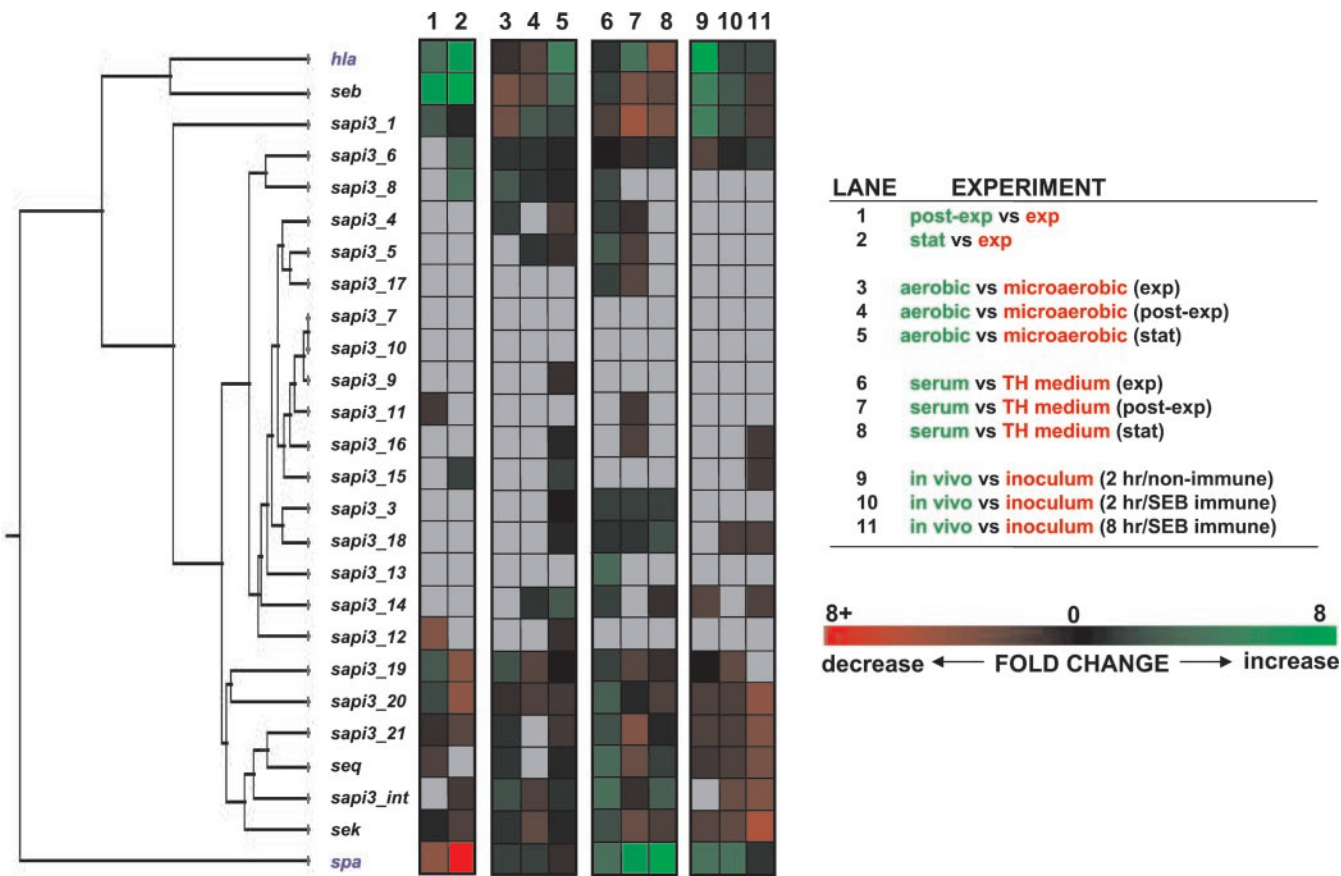 1 2 3 4 5 6 7 8 9 10 11
hla
seb
sapi3_1
sapi3_6
sapi3_8
sapi3_4
sapi3_5
sapi3_17
sapi3_7
sapi3_10
sapi3_9
sapi3_11
sapi3_16
sapi3_15
sapi3_3
sapi3_18
sapi3_13
sapi3_14
sapi3_12
sapi3_19
sapi3_20
sapi3_21
seq
sapi3_int
sek
spa
LANE EXPERIMENT
1 post-exp vs exp
2 stat vs exp
3 aerobic vs microaerobic (exp)
4 aerobic vs microaerobic (post-exp)
5 aerobic vs microaerobic (stat)
6 serum vs TH medium (exp)
7 serum vs TH medium (post-exp)
8 serum vs TH medium (stat)
9 in vivo vs inoculum (2 hr/non-immune)
10 in vivo vs inoculum (2 hr/SEB immune)
11 in vivo vs inoculum (8 hr/SEB immune)
8+ 0 8
decrease ← FOLD CHANGE → increase